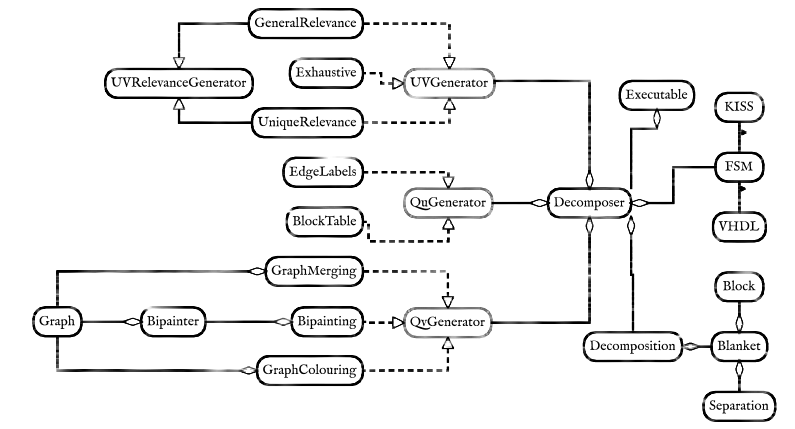 GeneralRelevance
Exhaustive
UVRelevanceGenerator
UVGenerator
Executable
KISS
UniqueRelevance
EdgeLabels
FSM
QuGenerator
Decomposer
BlockTable
VHDL
GraphMerging
Block
Graph
Bipainter
Bipainting
QvGenerator
Decomposition
Blanket
GraphColouring
Separation